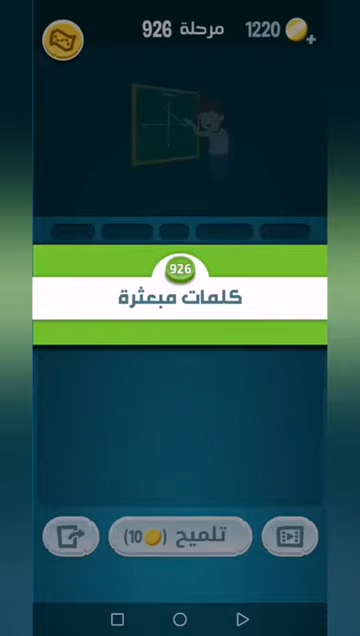 مرحلة 926
1220
926
كلمات مبعثرة
تلميح (10)